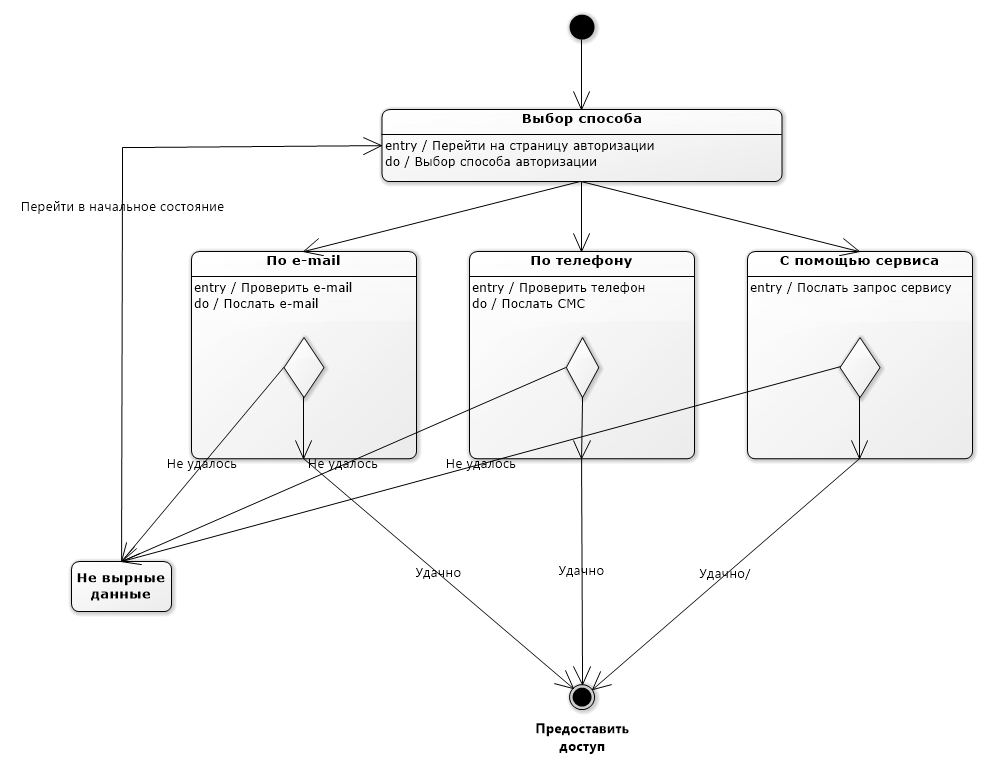 Выбор способа
entry / Перейти на страницу авторизации
do / Выбор способа авторизации
Перейти в начальное состояние
По e-mail
entry / Проверить e-mail
do / Послать e-mail
По телефону
entry / Проверить телефон
do / Послать СМС
С помощью сервиса
entry / Послать запрос сервису
Не удалось
Не удалось
Не удалось
Не вырные
данные
Удачно
Удачно
Удачно/
Предоставить
доступ